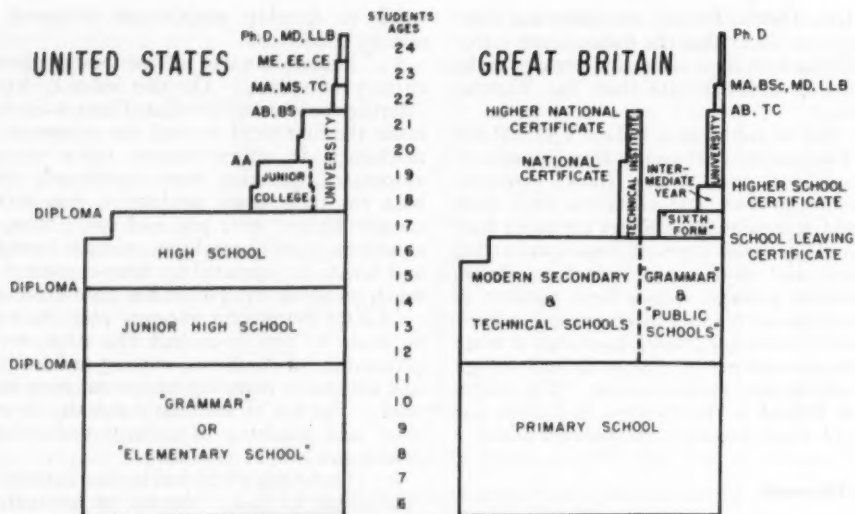 STUDENTS
AGES
24
23
22
21
20
19
18
17
16
15
14
13
12
11
10
9
8
7
6
UNITED STATES
Ph.D, MD, LLB
ME, EE, CE
MA, MS, TC
AB, BS
AA
UNIVERSITY
JUNIOR
COLLEGE
DIPLOMA
HIGH SCHOOL
DIPLOMA
JUNIOR HIGH SCHOOL
DIPLOMA
"GRAMMAR"
OR
"ELEMENTARY SCHOOL"
GREAT BRITAIN
Ph. D
MA, BSc, MD, LLB
AB, TC
HIGHER NATIONAL
CERTIFICATE
NATIONAL
CERTIFICATE
TECHNICAL INSTITUTE
INTER-
MEDIATE
YEAR
UNIVERSITY
HIGHER SCHOOL
CERTIFICATE
"SIXTH
FORM"
SCHOOL LEAVING
CERTIFICATE
MODERN SECONDARY
&
TECHNICAL SCHOOLS
"GRAMMAR"
&
"PUBLIC
SCHOOLS"
PRIMARY SCHOOL